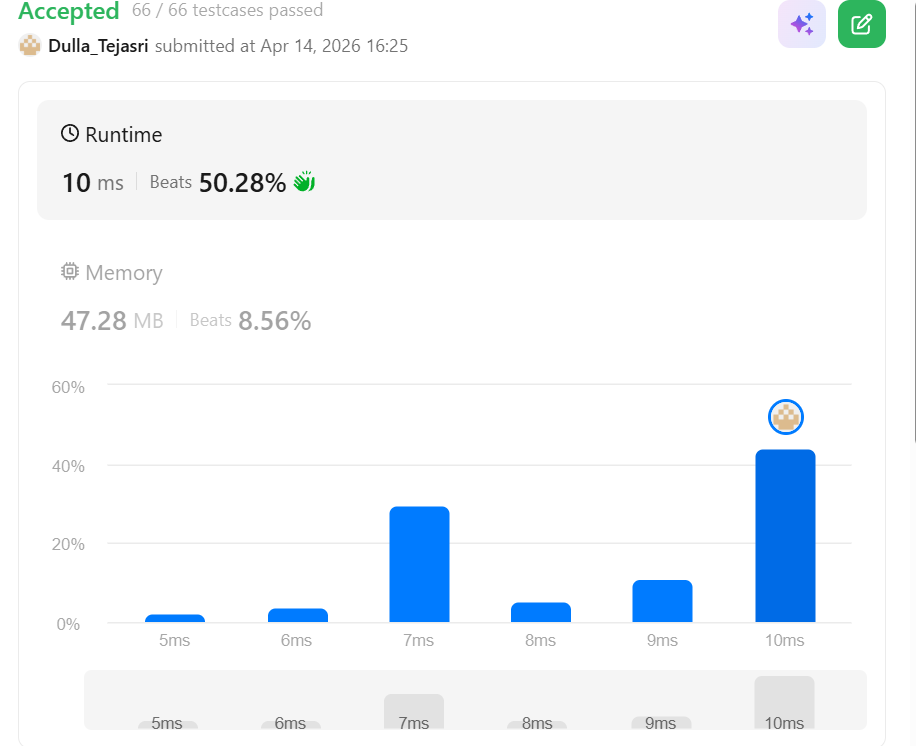 Accepted 66 / 66 testcases passed
Dulla_Tejasri submitted at Apr 14, 2026 16:25
Runtime
10 ms Beats 50.28%
Memory
47.28 MB Beats 8.56%
60%
40%
20%
0%
5ms 6ms 7ms 8ms 9ms 10ms
5ms 6ms 7ms 8ms 9ms 10ms